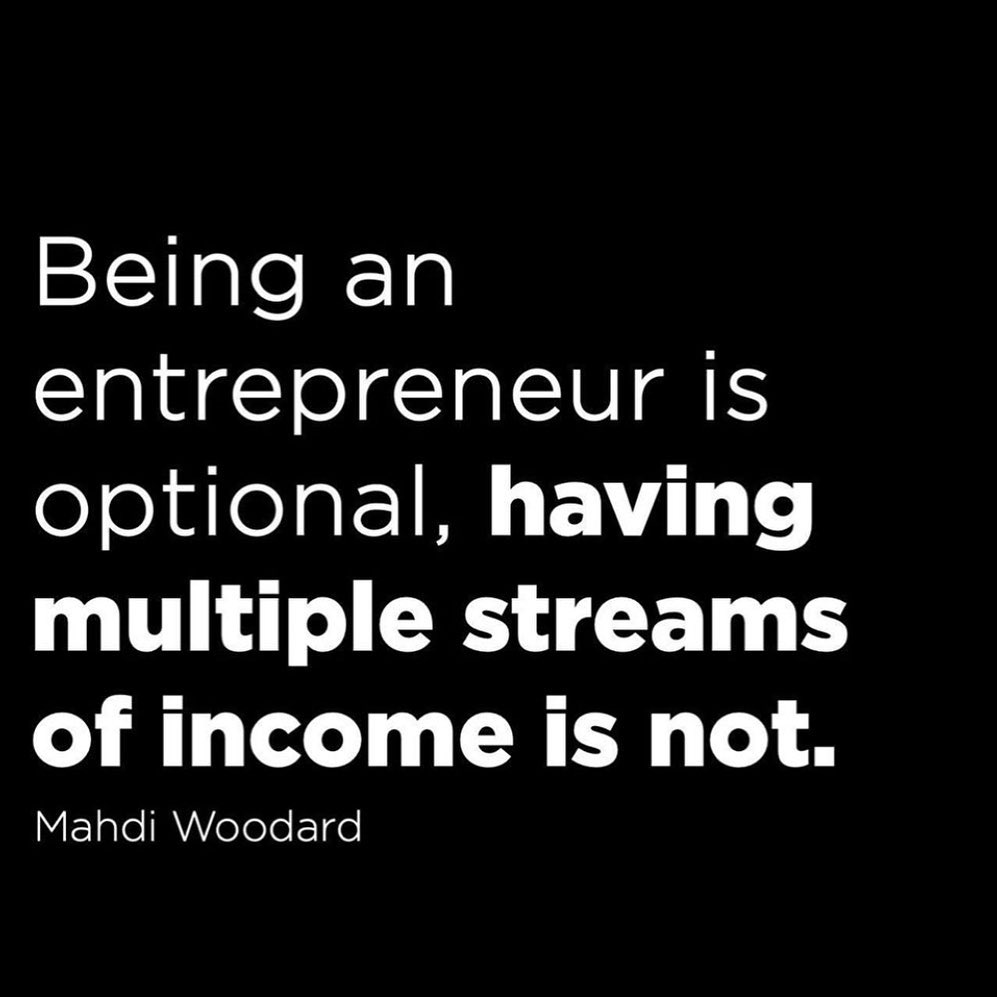 Being an
entrepreneur is
optional, having
multiple streams
of income is not.
Mahdi Woodard